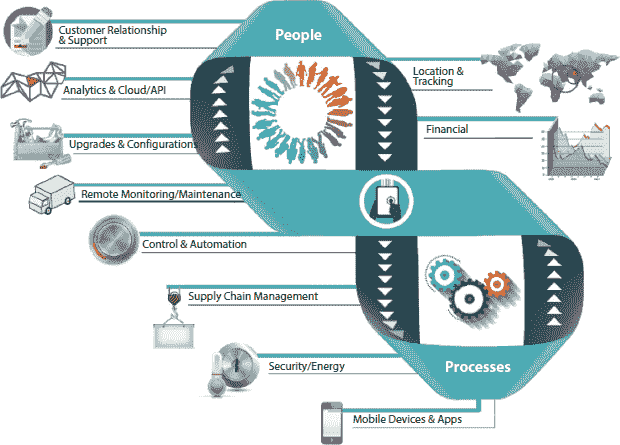 Customer Relationship
& Support
People
Location &
Tracking
Analytics & Cloud/API
Financial
Upgrades & Configurations
Remote Monitoring/Maintenance
Control & Automation
Supply Chain Management
Security/Energy
Processes
Mobile Devices & Apps